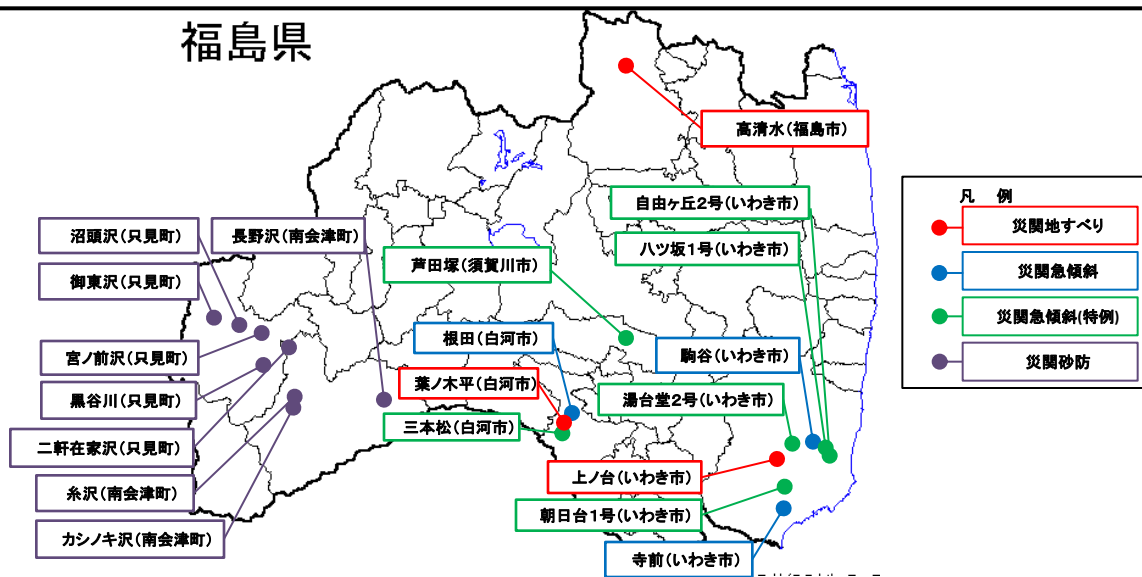 福島県
高清水(福島市)
自由ヶ丘2号(いわき市)
八ツ坂1号(いわき市)
沼頭沢(只見町)
長野沢(南会津町)
芦田塚(須賀川市)
御東沢(只見町)
根田(白河市)
駒谷(いわき市)
宮ノ前沢(只見町)
葉ノ木平(白河市)
黒谷川(只見町)
湯台堂2号(いわき市)
三本松(白河市)
二軒在家沢(只見町)
上ノ台(いわき市)
糸沢(南会津町)
朝日台1号(いわき市)
カシノキ沢(南会津町)
寺前(いわき市)
凡 例
災関地すべり
災関急傾斜
災関急傾斜(特例)
災関砂防